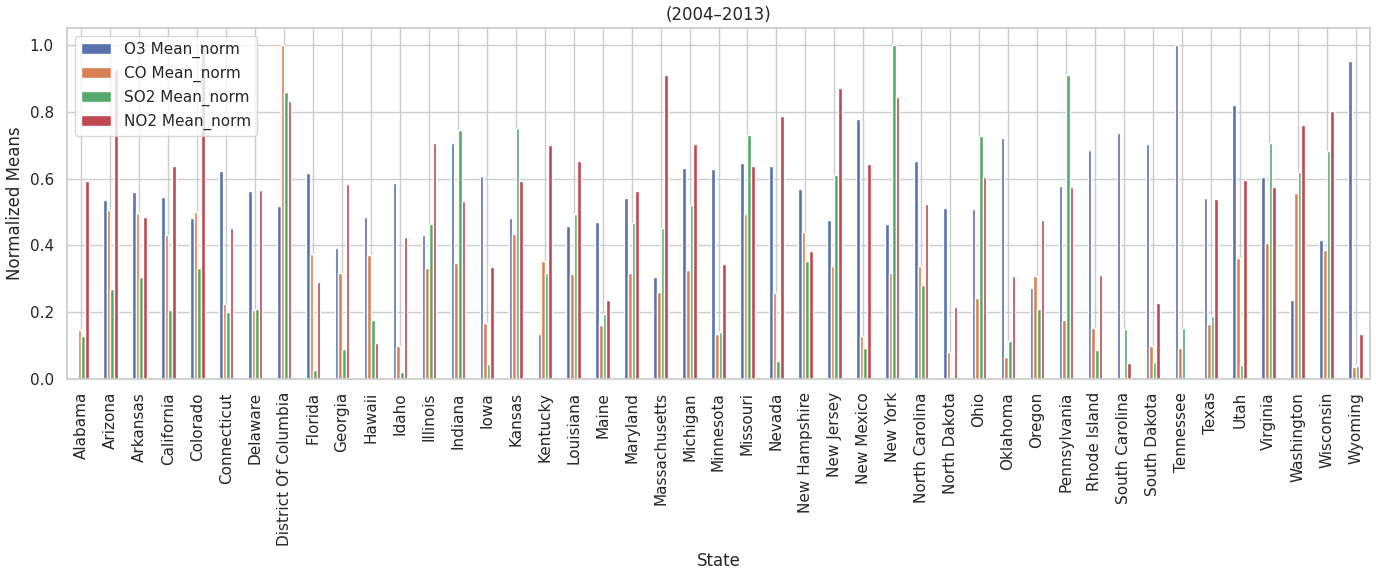 (2004–2013)
O3 Mean_norm
CO Mean_norm
SO2 Mean_norm
NO2 Mean_norm
Normalized Means
1.0
0.8
0.6
0.4
0.2
0.0
Alabama
Arizona
Arkansas
California
Colorado
Connecticut
Delaware
District Of Columbia
Florida
Georgia
Hawaii
Idaho
Illinois
Indiana
Iowa
Kansas
Kentucky
Louisiana
Maine
Maryland
Massachusetts
Michigan
Minnesota
Missouri
Nevada
New Hampshire
New Jersey
New Mexico
New York
North Carolina
North Dakota
Ohio
Oklahoma
Oregon
Pennsylvania
Rhode Island
South Carolina
South Dakota
Tennessee
Texas
Utah
Virginia
Washington
Wisconsin
Wyoming
State